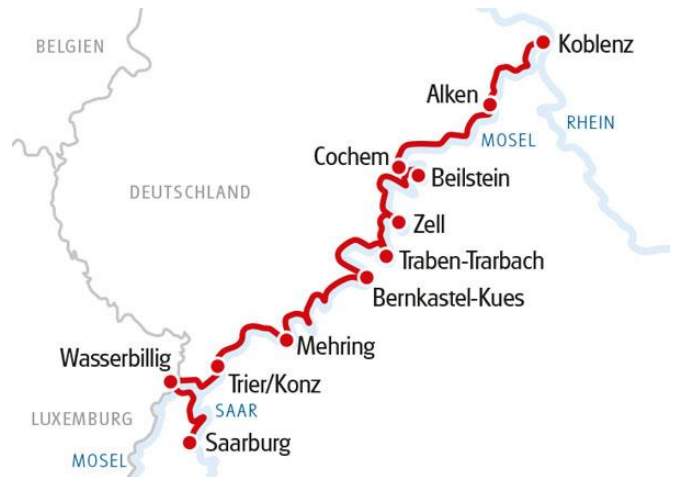 BELGIEN
Koblenz
Alken
RHEIN
MOSEL
Cochem
Beilstein
DEUTSCHLAND
Zell
Traben-Trarbach
Bernkastel-Kues
Mehring
Wasserbillig
Trier/Konz
LUXEMBURG
SAAR
Saarburg
MOSEL